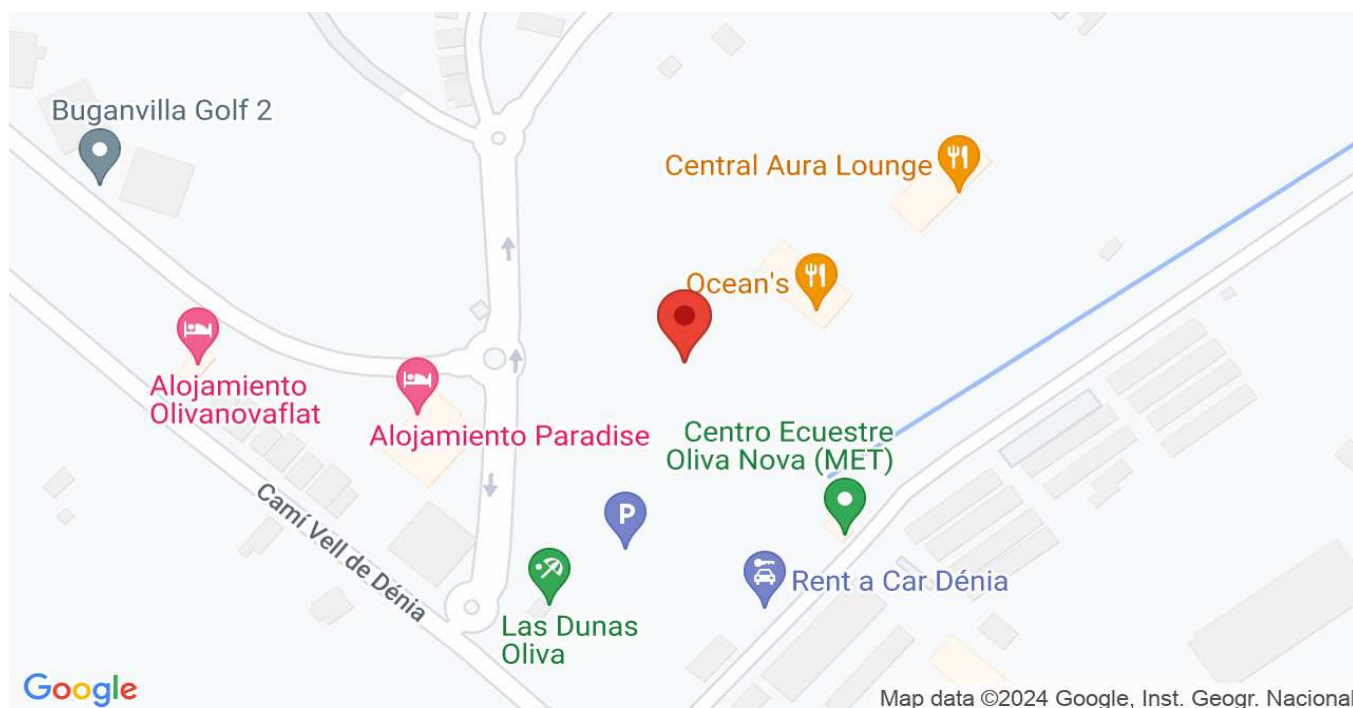 Buganvilla Golf 2
Central Aura Lounge
Ocean's
Alojamiento
Olivanovaflat
Alojamiento Paradise
Centro Ecuestre
Oliva Nova (MET)
Camí Vell de Dénia
P
Rent a Car Dénia
Las Dunas
Oliva
Google
Map data ©2024 Google, Inst. Geogr. Nacional